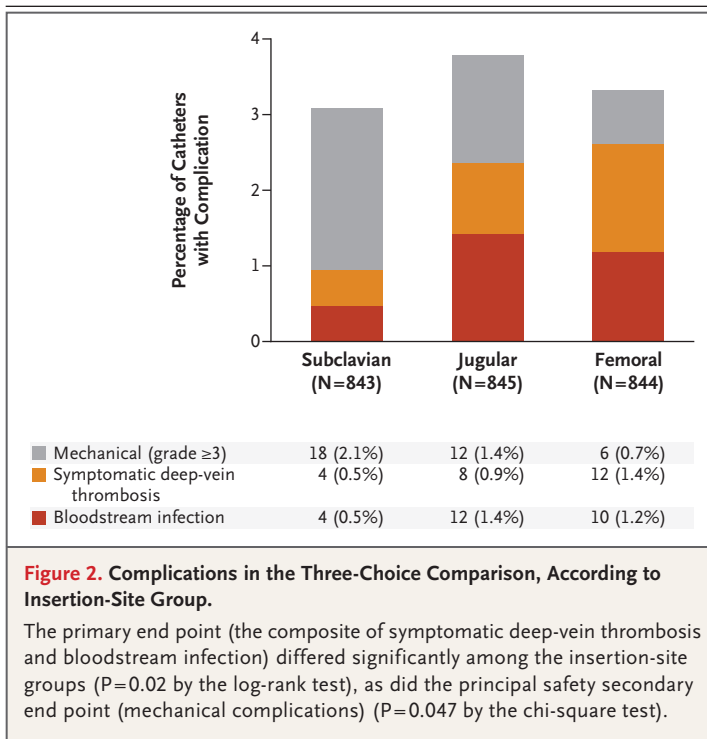 Percentage of Catheters
with Complication
4
3
2
1
0
Subclavian
(N=843)
Jugular
(N=845)
Femoral
(N=844)
Mechanical (grade ≥3) 18 (2.1%) 12 (1.4%) 6 (0.7%)
Symptomatic deep-vein 4 (0.5%) 8 (0.9%) 12 (1.4%)
thrombosis
Bloodstream infection 4 (0.5%) 12 (1.4%) 10 (1.2%)
Figure 2. Complications in the Three-Choice Comparison, According to
Insertion-Site Group.
The primary end point (the composite of symptomatic deep-vein thrombosis
and bloodstream infection) differed significantly among the insertion-site
groups (P=0.02 by the log-rank test), as did the principal safety secondary
end point (mechanical complications) (P=0.047 by the chi-square test).